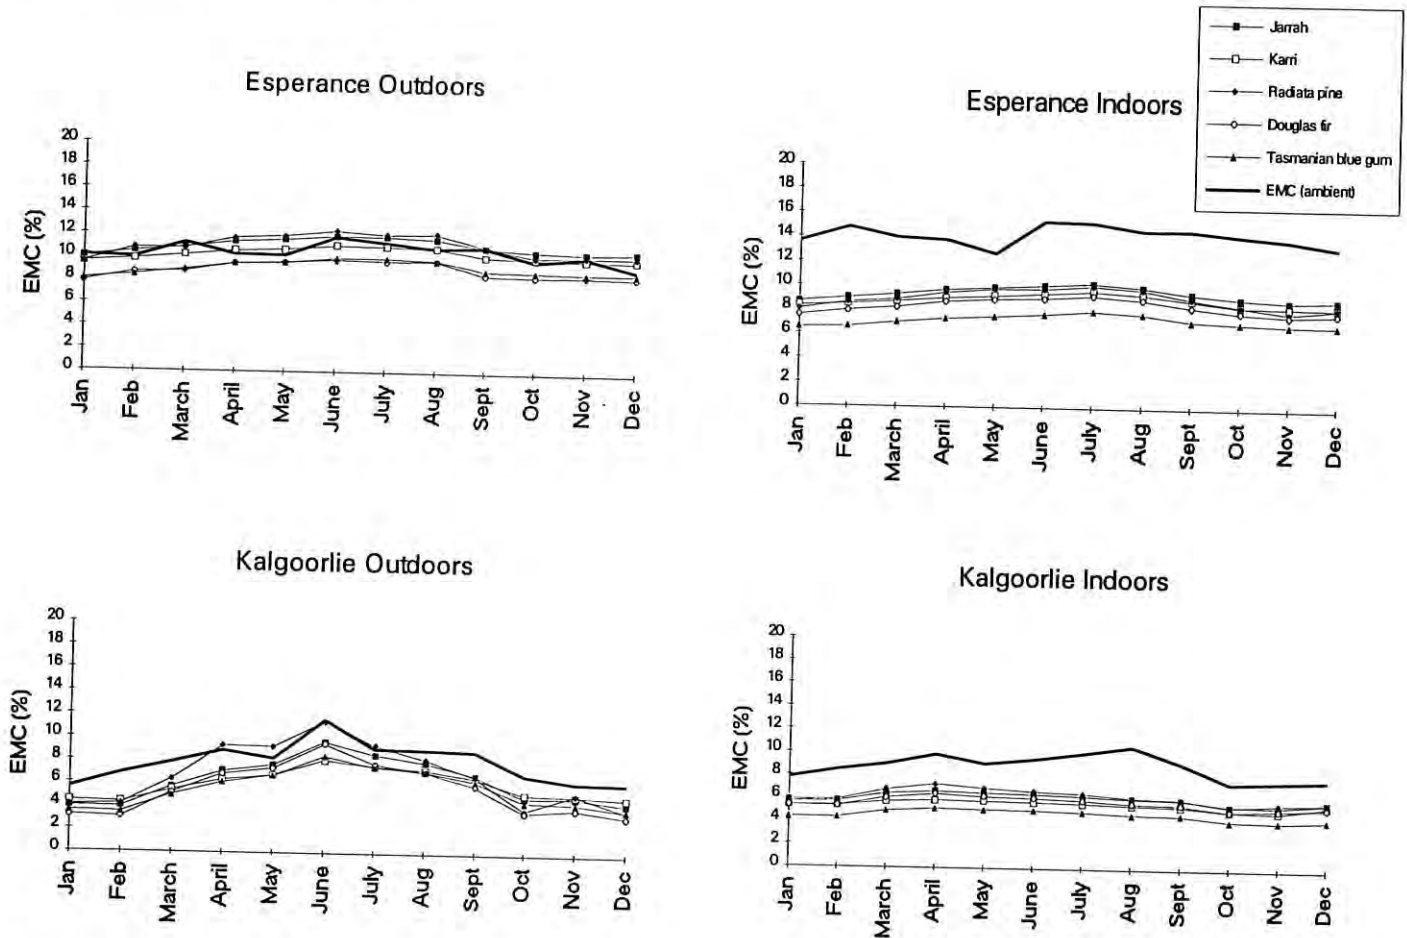 Jarrah
Karri
Radiata pine
Douglas fir
Tasmanian blue gum
EMC (ambient)
Esperance Outdoors
EMC (%)
20
18
16
14
12
10
8
6
4
2
0
Jan
Feb
March
April
May
June
July
Aug
Sept
Oct
Nov
Dec
Esperance Indoors
EMC (%)
20
18
16
14
12
10
8
6
4
2
0
Jan
Feb
March
April
May
June
July
Aug
Sept
Oct
Nov
Dec
Kalgoorlie Outdoors
EMC (%)
20
18
16
14
12
10
8
6
4
2
0
Jan
Feb
March
April
May
June
July
Aug
Sept
Oct
Nov
Dec
Kalgoorlie Indoors
EMC (%)
20
18
16
14
12
10
8
6
4
2
0
Jan
Feb
March
April
May
June
July
Aug
Sept
Oct
Nov
Dec